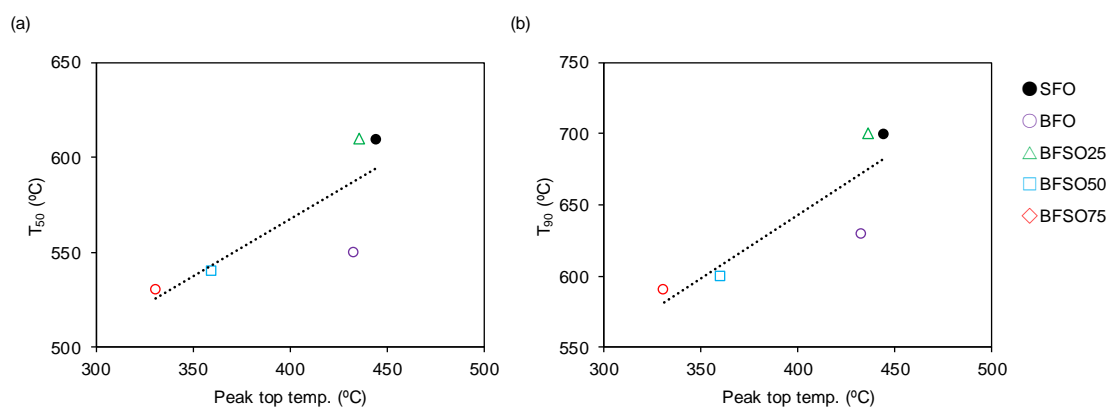 (a)
650
600
550
500
T50 (ºC)
300 350 400 450 500
Peak top temp. (ºC)
(b)
750
700
650
600
550
T90 (ºC)
300 350 400 450 500
Peak top temp. (ºC)
SFO
BFO
BFSO25
BFSO50
BFSO75